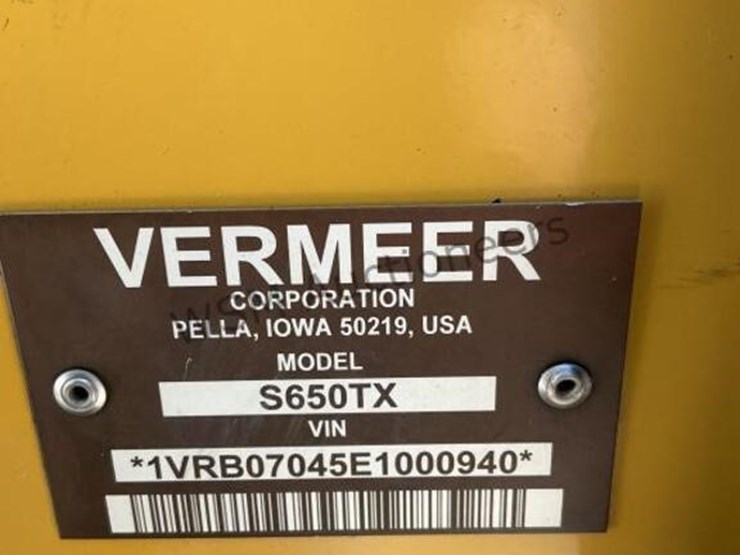 VERMEER
CORPORATION
PELLA, IOWA 50219, USA
MODEL
S650TX
VIN
*1VRB07045E1000940*